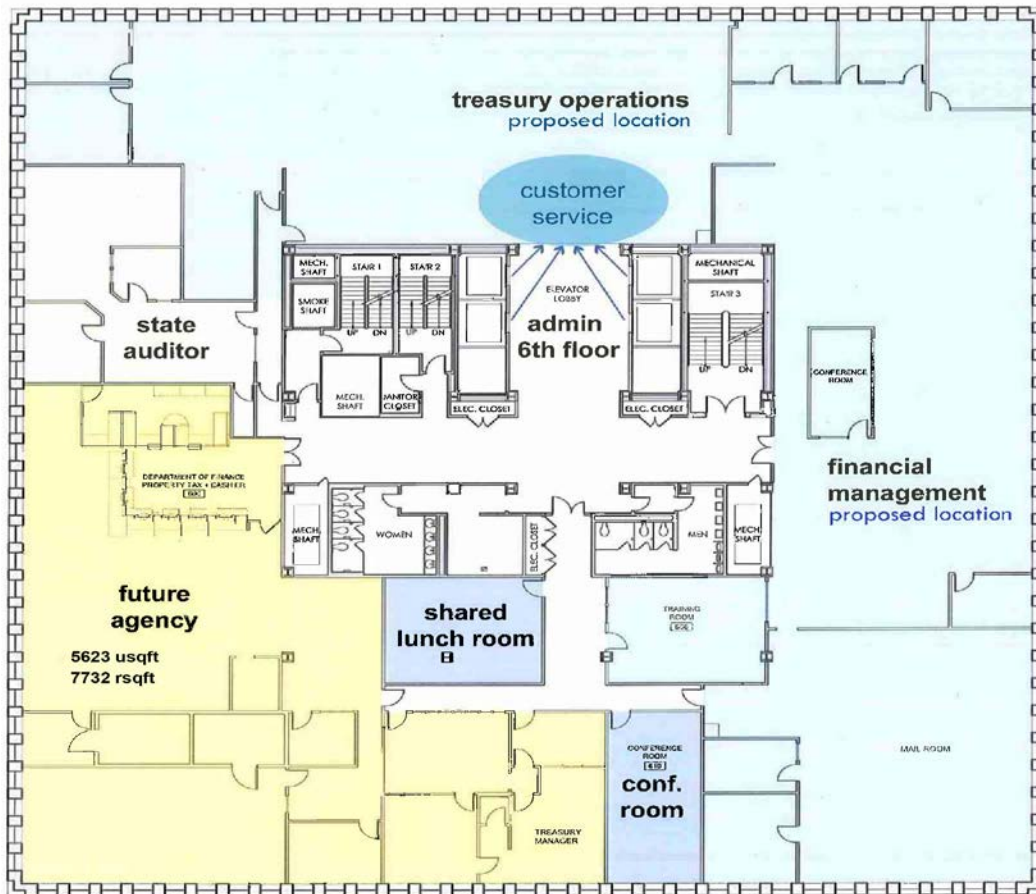 treasury operations
proposed location
customer
service
MECH.
SHAFT
STAIR 1
STAIR 2
MECHANICAL
SHAFT
SMOKE
SHAFT
ELEVATOR
LOBBY
STAIR 3
state
auditor
admin
6th floor
UP DN
UP DN
UP DN
MECH.
SHAFT
JANITOR
CLOSET
CONFERENCE
ROOM
ELEC. CLOSET
ELEC. CLOSET
DEPARTMENT OF FINANCE
PROPERTY TAX + CASHIER
financial
management
proposed location
MECH.
SHAFT
WOMEN
ELEC. CLOSET
MEN
MECH.
SHAFT
future
agency
shared
lunch room
TRAINING
ROOM
5623 usqft
7732 rsqft
CONFERENCE
ROOM
conf.
room
MAIL ROOM
TREASURY
MANAGER